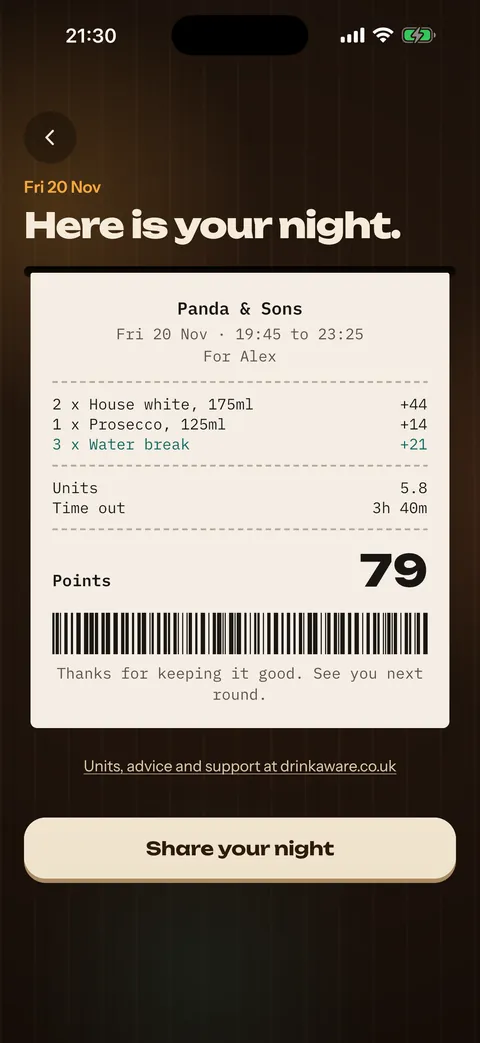 21:30
Fri 20 Nov
Here is your night.
Panda & Sons
Fri 20 Nov · 19:45 to 23:25
For Alex
2 x House white, 175ml +44
1 x Prosecco, 125ml +14
3 x Water break +21
Units 5.8
Time out 3h 40m
Points 79
Thanks for keeping it good. See you next
round.
Units, advice and support at drinkaware.co.uk
Share your night